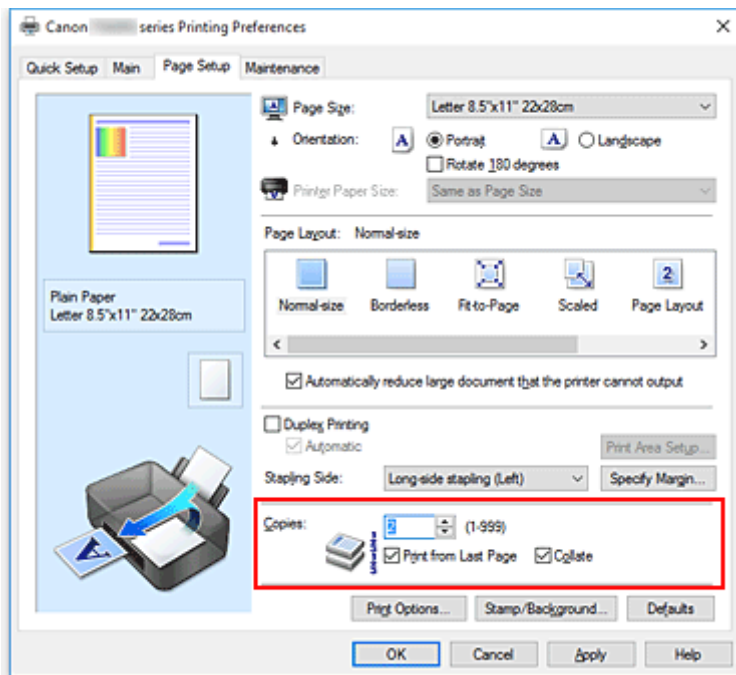 Canon series Printing Preferences
Quick Setup Main Page Setup Maintenance
Page Size: Letter 8.5"x11" 22x28cm
Orientation: A Portrait A Landscape
Rotate 180 degrees
Printer Paper Size: Same as Page Size
Page Layout: Normal-size
Normal-size Borderless Fit-to-Page Scaled Page Layout
Plain Paper
Letter 8.5"x11" 22x28cm
Automatically reduce large document that the printer cannot output
Duplex Printing
Automatic Print Area Setup...
Stapling Side: Long-side stapling (Left) Specify Margin...
Copies: 2 (1-999)
Print from Last Page Collate
Print Options... Stamp/Background... Defaults
OK Cancel Apply Help